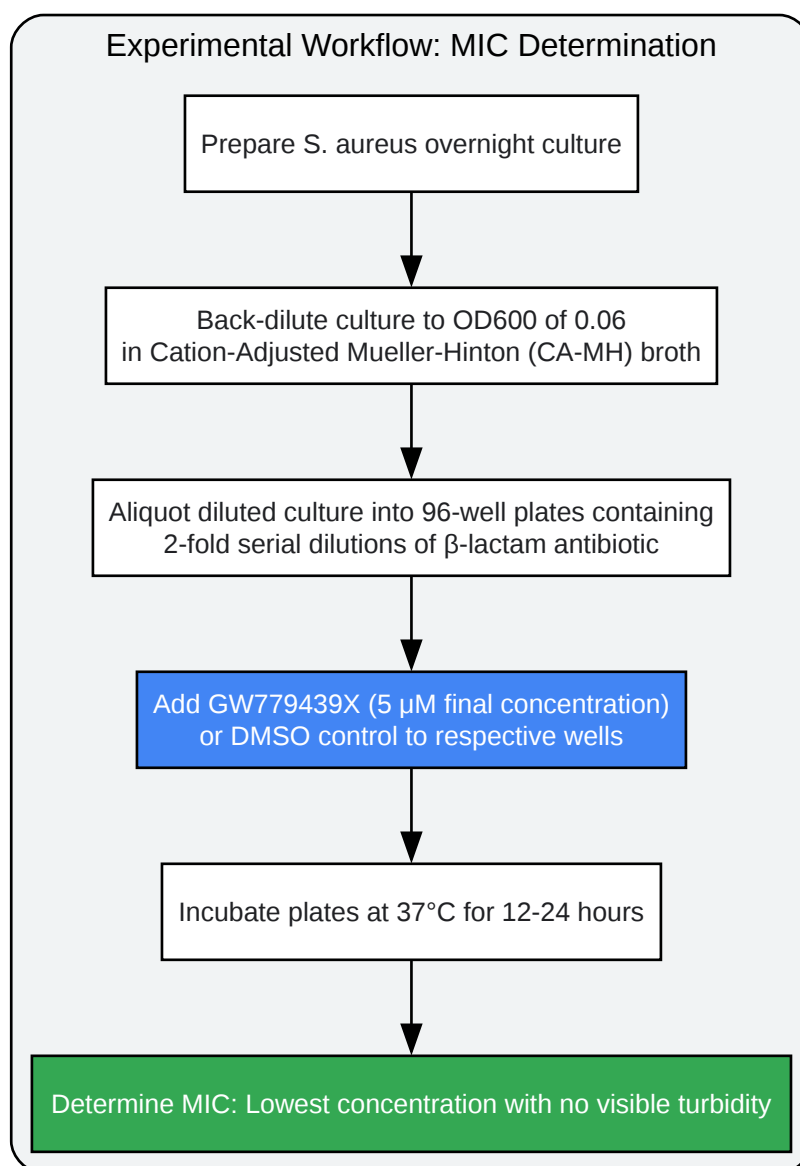 Experimental Workflow: MIC Determination
Prepare S. aureus overnight culture
Back-dilute culture to OD600 of 0.06
in Cation-Adjusted Mueller-Hinton (CA-MH) broth
Aliquot diluted culture into 96-well plates containing
2-fold serial dilutions of β-lactam antibiotic
Add GW779439X (5 μM final concentration)
or DMSO control to respective wells
Incubate plates at 37°C for 12-24 hours
Determine MIC: Lowest concentration with no visible turbidity